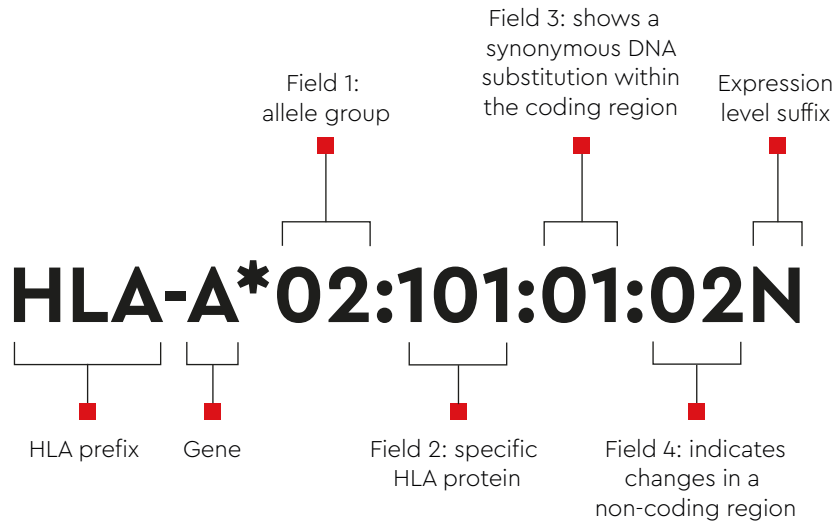 Field 1:
allele group
Field 3: shows a
synonymous DNA
substitution within
the coding region
Expression
level suffix
HLA-A*02:101:01:02N
HLA prefix
Gene
Field 2: specific
HLA protein
Field 4: indicates
changes in a
non-coding region